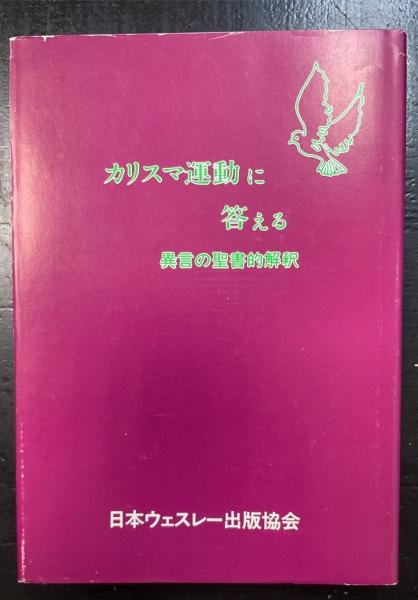 カリスマ運動に
答える
異言の聖書的解釈
日本ウェスレー出版協会